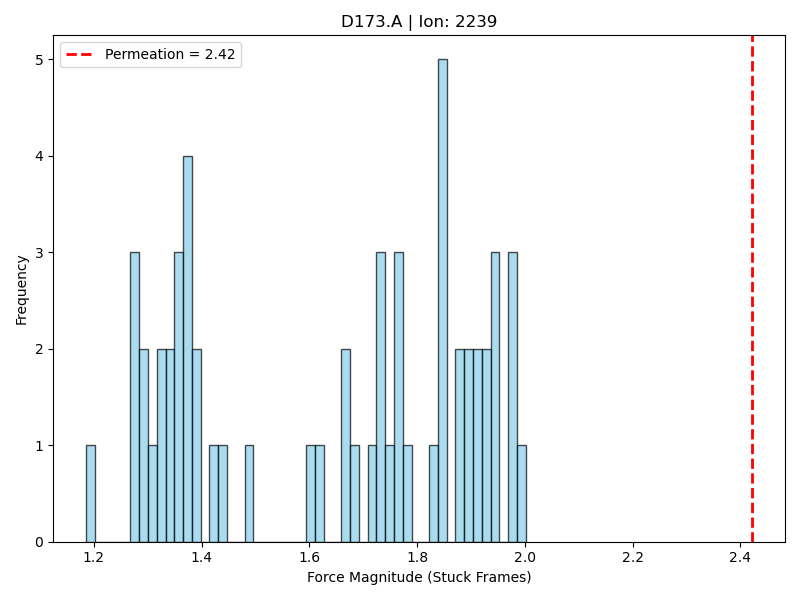 D173.A | Ion: 2239
Permeation = 2.42
Frequency
5
4
3
2
1
0
1.2 1.4 1.6 1.8 2.0 2.2 2.4
Force Magnitude (Stuck Frames)